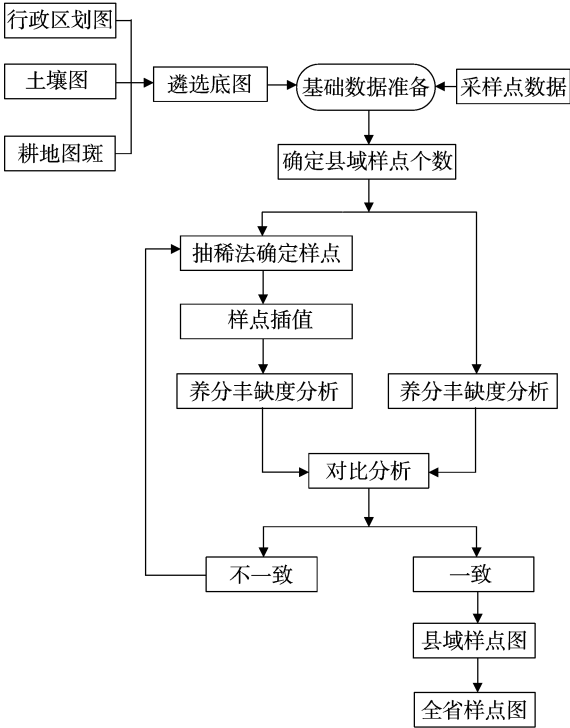 行政区划图
土壤图
耕地图斑
遴选底图
基础数据准备
采样点数据
确定县域样点个数
抽稀法确定样点
样点插值
养分丰缺度分析
养分丰缺度分析
对比分析
不一致
一致
县域样点图
全省样点图